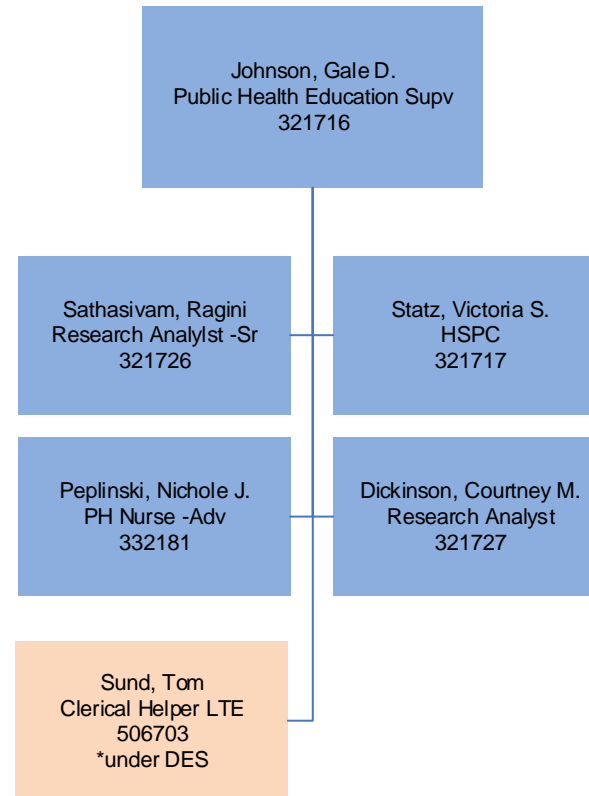 Johnson, Gale D.
Public Health Education Supv
321716
Sathasivam, Ragini
Research Analylst -Sr
321726
Statz, Victoria S.
HSPC
321717
Peplinski, Nichole J.
PH Nurse -Adv
332181
Dickinson, Courtney M.
Research Analyst
321727
Sund, Tom
Clerical Helper LTE
506703
*under DES